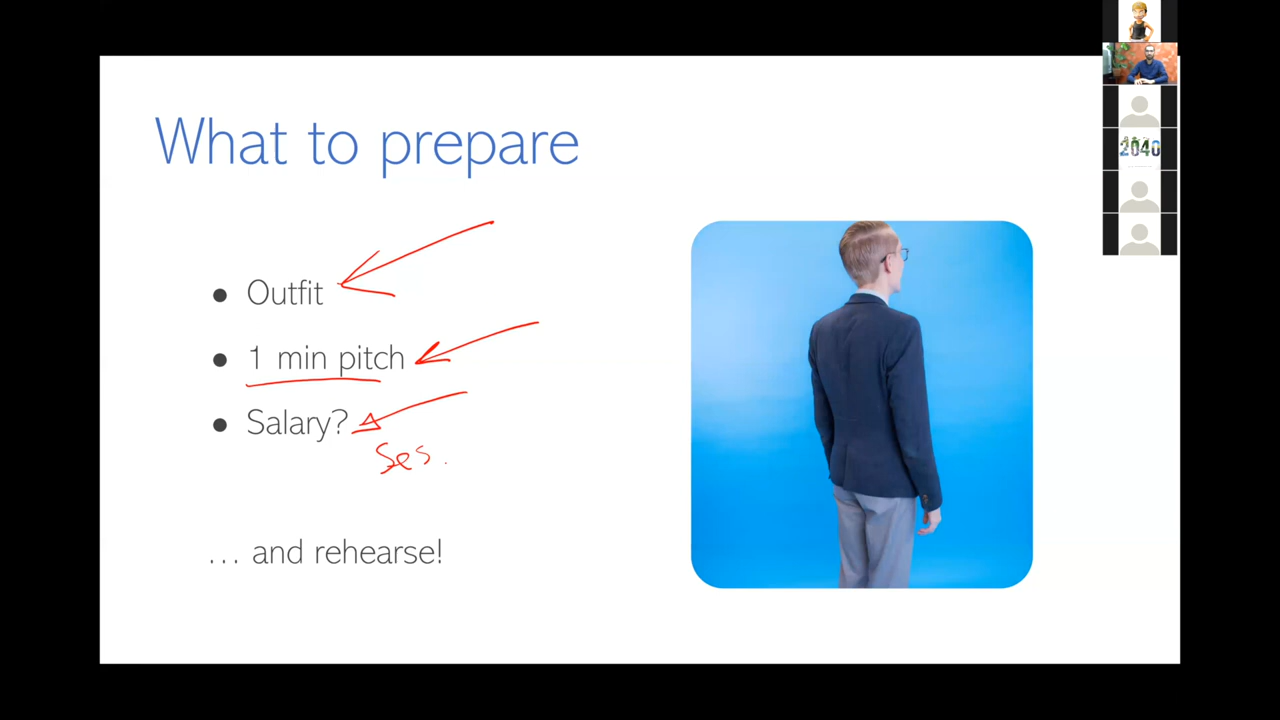 What to prepare
● Outfit
● 1 min pitch
● Salary?
Ses.
... and rehearse!
2040